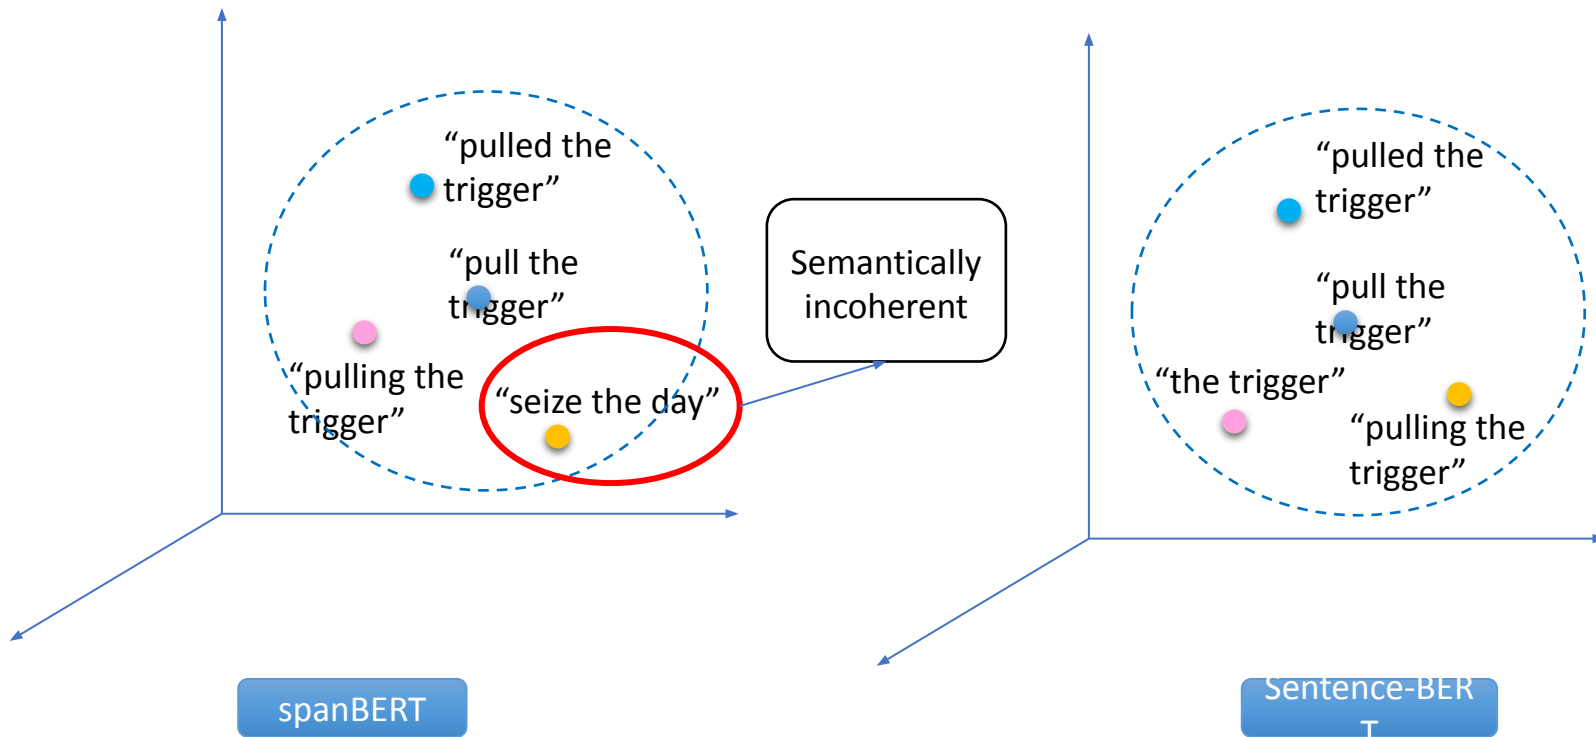 “pulled the
trigger”
“pull the
trigger”
“pulling the
trigger”
“seize the day”
spanBERT
Semantically
incoherent
“pulled the
trigger”
“pull the
trigger”
“the trigger”
“pulling the
trigger”
Sentence-BER
T